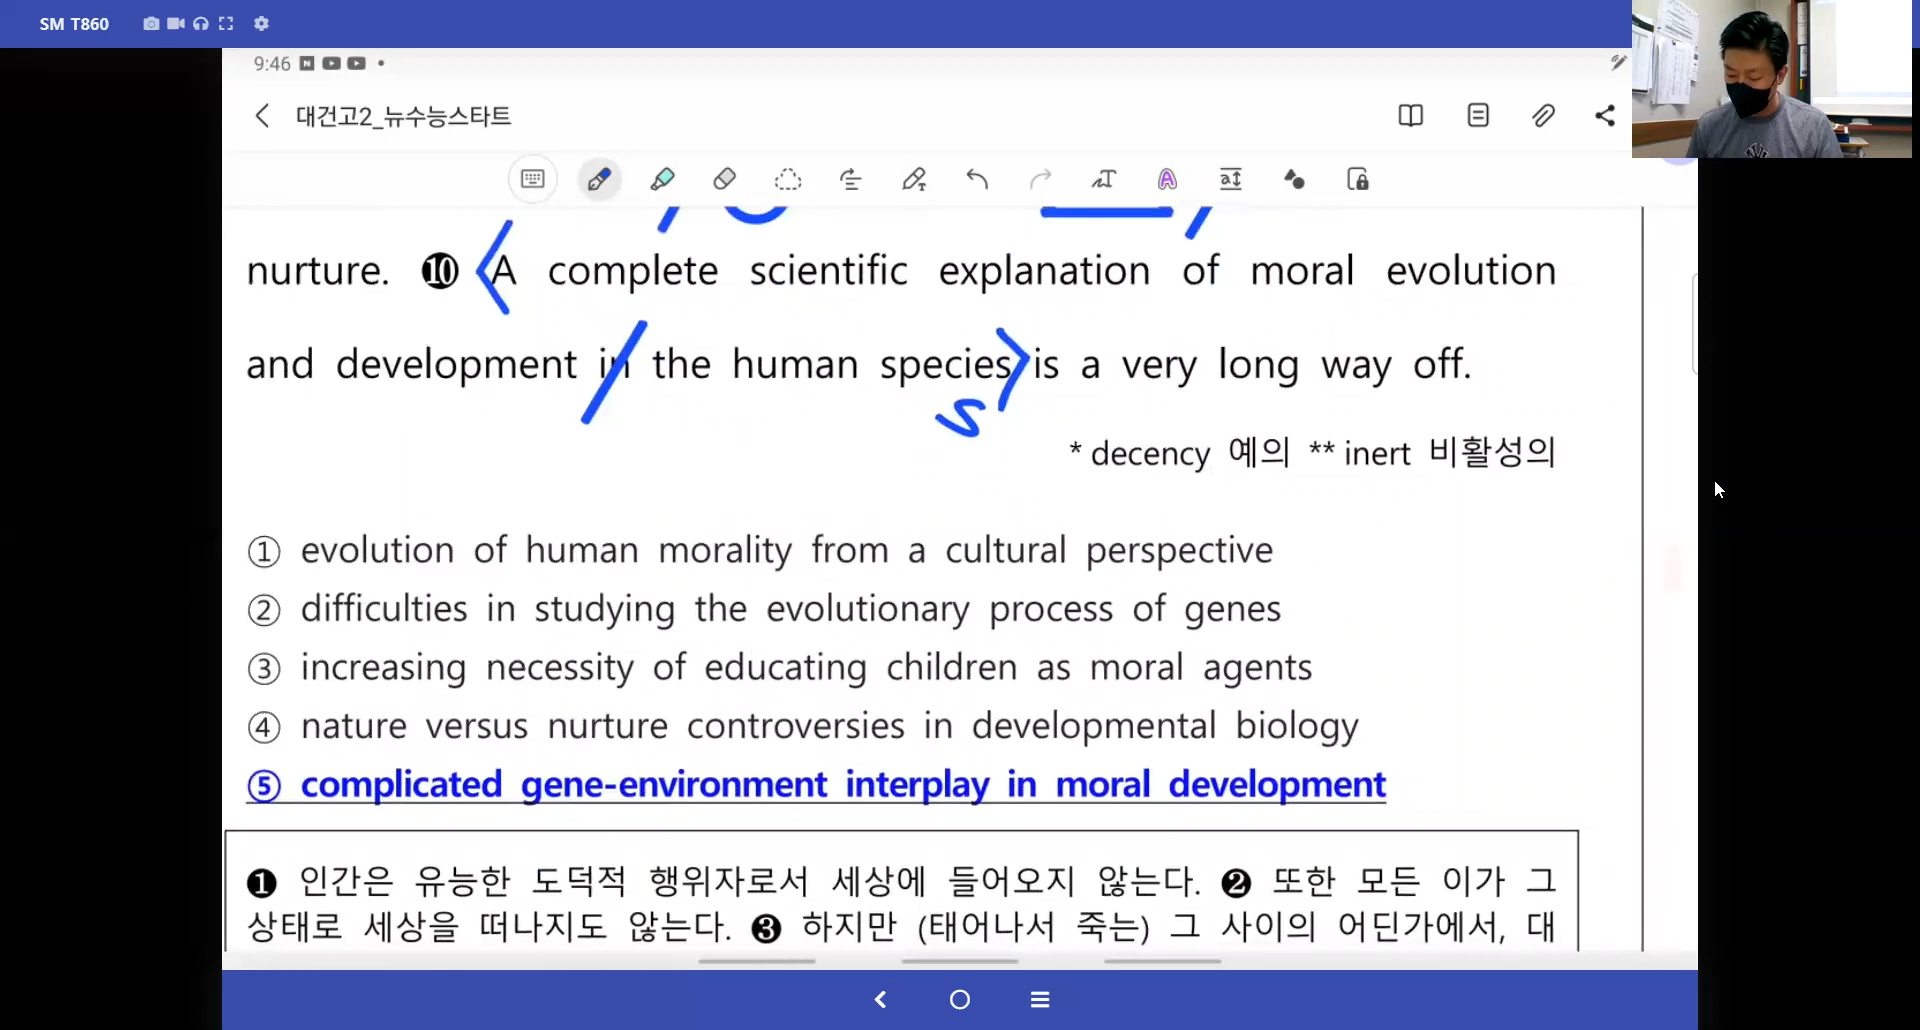 SM T860
9:46
대건고2_뉴수능스타트
nurture. ❿ A complete scientific explanation of moral evolution
and development in the human species is a very long way off.
S
* decency 예의 ** inert 비활성의
① evolution of human morality from a cultural perspective
② difficulties in studying the evolutionary process of genes
③ increasing necessity of educating children as moral agents
④ nature versus nurture controversies in developmental biology
⑤ complicated gene-environment interplay in moral development
❶ 인간은 유능한 도덕적 행위자로서 세상에 들어오지 않는다. ❷ 또한 모든 이가 그
상태로 세상을 떠나지도 않는다. ❸ 하지만 (태어나서 죽는) 그 사이의 어딘가에서, 대